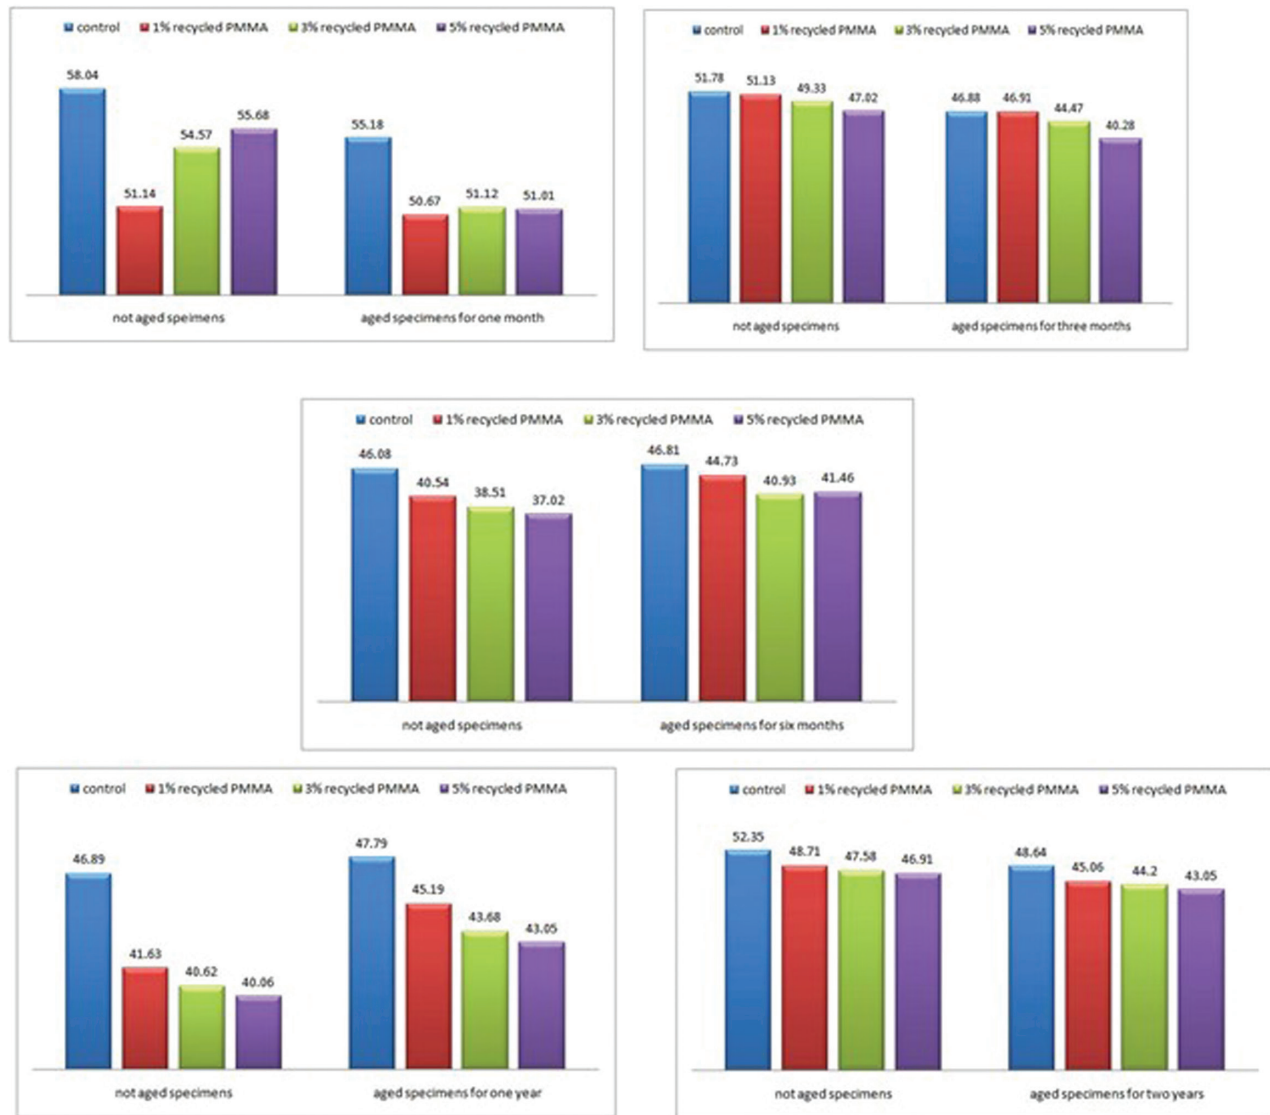 control 1% recycled PMMA 3% recycled PMMA 5% recycled PMMA
58.04 51.14 54.57 55.68 55.18 50.67 51.12 51.01
not aged speimens aged specimens for one month
control 1% recycled PMMA 3% recycled PMMA 5% recycled PMMA
51.78 51.13 49.33 47.02 46.88 46.91 44.47 40.28
not aged specimens aged specimens for three months
control 1% recycled PMMA 3% recycled PMMA 5% recycled PMMA
46.08 40.54 38.51 37.02 46.81 44.73 40.93 41.46
not aged specimens aged specimens for six months
control 1% recycled PMMA 3% recycled PMMA 5% recycled PMMA
46.89 41.63 40.62 40.06 47.79 45.19 43.68 43.05
not aged specimens aged specimens for one year
control 1% recycled PMMA 3% recycled PMMA 5% recycled PMMA
52.35 48.71 47.58 46.91 48.64 45.06 44.2 43.05
not aged specimens aged specimens for two years